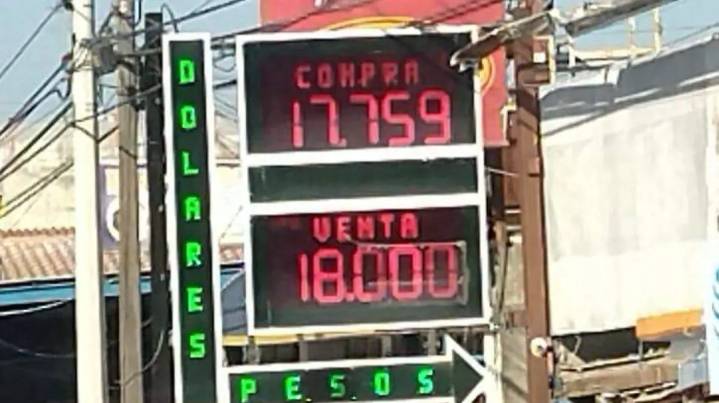 DOLARES
COMPRA
17.759
VENTA
18.000
PESOS